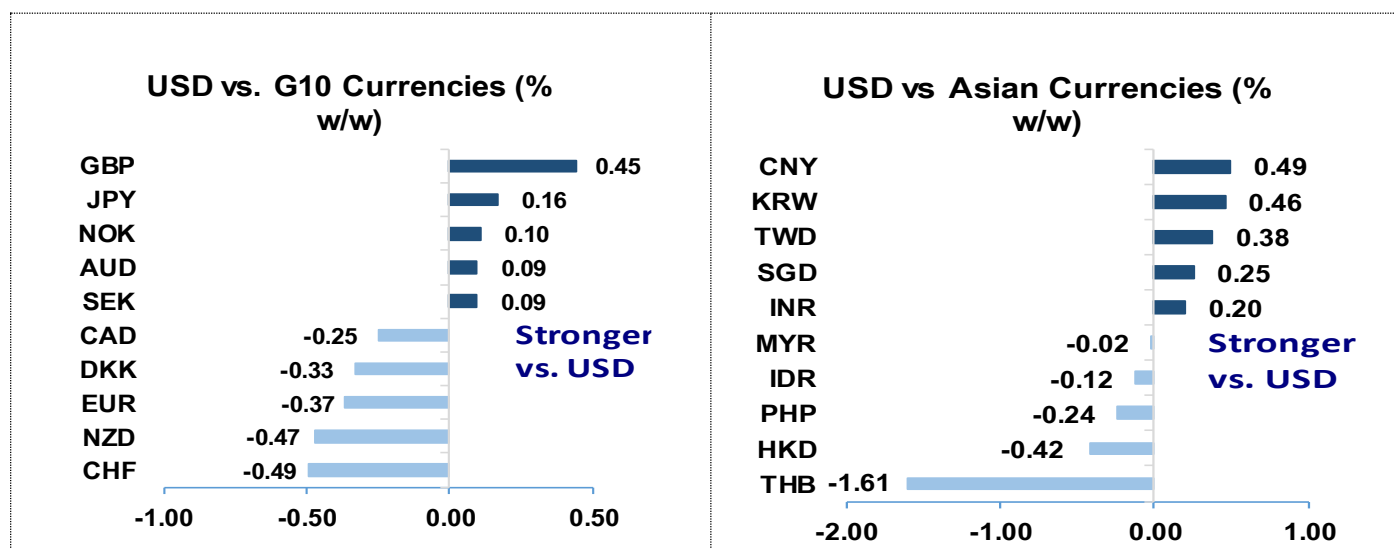 USD vs. G10 Currencies (%
w/w)
GBP 0.45
JPY 0.16
NOK 0.10
AUD 0.09
SEK 0.09
CAD -0.25
DKK -0.33
EUR -0.37
NZD -0.47
CHF -0.49
Stronger
vs. USD
-1.00 -0.50 0.00 0.50
USD vs Asian Currencies (%
w/w)
CNY 0.49
KRW 0.46
TWD 0.38
SGD 0.25
INR 0.20
MYR -0.02
IDR -0.12
PHP -0.24
HKD -0.42
THB -1.61
Stronger
vs. USD
-2.00 -1.00 0.00 1.00